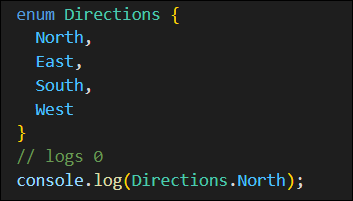 enum Directions {
  North,
  East,
  South,
  West
}
// logs 0
console.log(Directions.North);